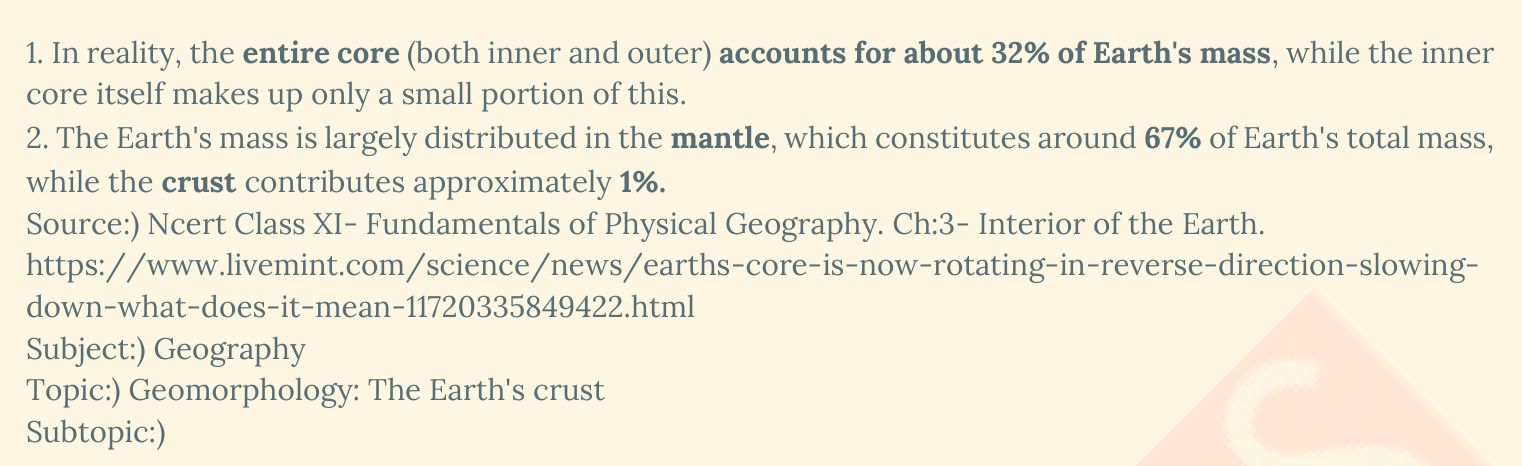 1. In reality, the entire core (both inner and outer) accounts for about 32% of Earth's mass, while the inner
core itself makes up only a small portion of this.
2. The Earth's mass is largely distributed in the mantle, which constitutes around 67% of Earth's total mass,
while the crust contributes approximately 1%.
Source:) Ncert Class XI- Fundamentals of Physical Geography. Ch:3- Interior of the Earth.
https://www.livemint.com/science/news/earths-core-is-now-rotating-in-reverse-direction-slowing-
down-what-does-it-mean-11720335849422.html
Subject:) Geography
Topic:) Geomorphology: The Earth's crust
Subtopic:)